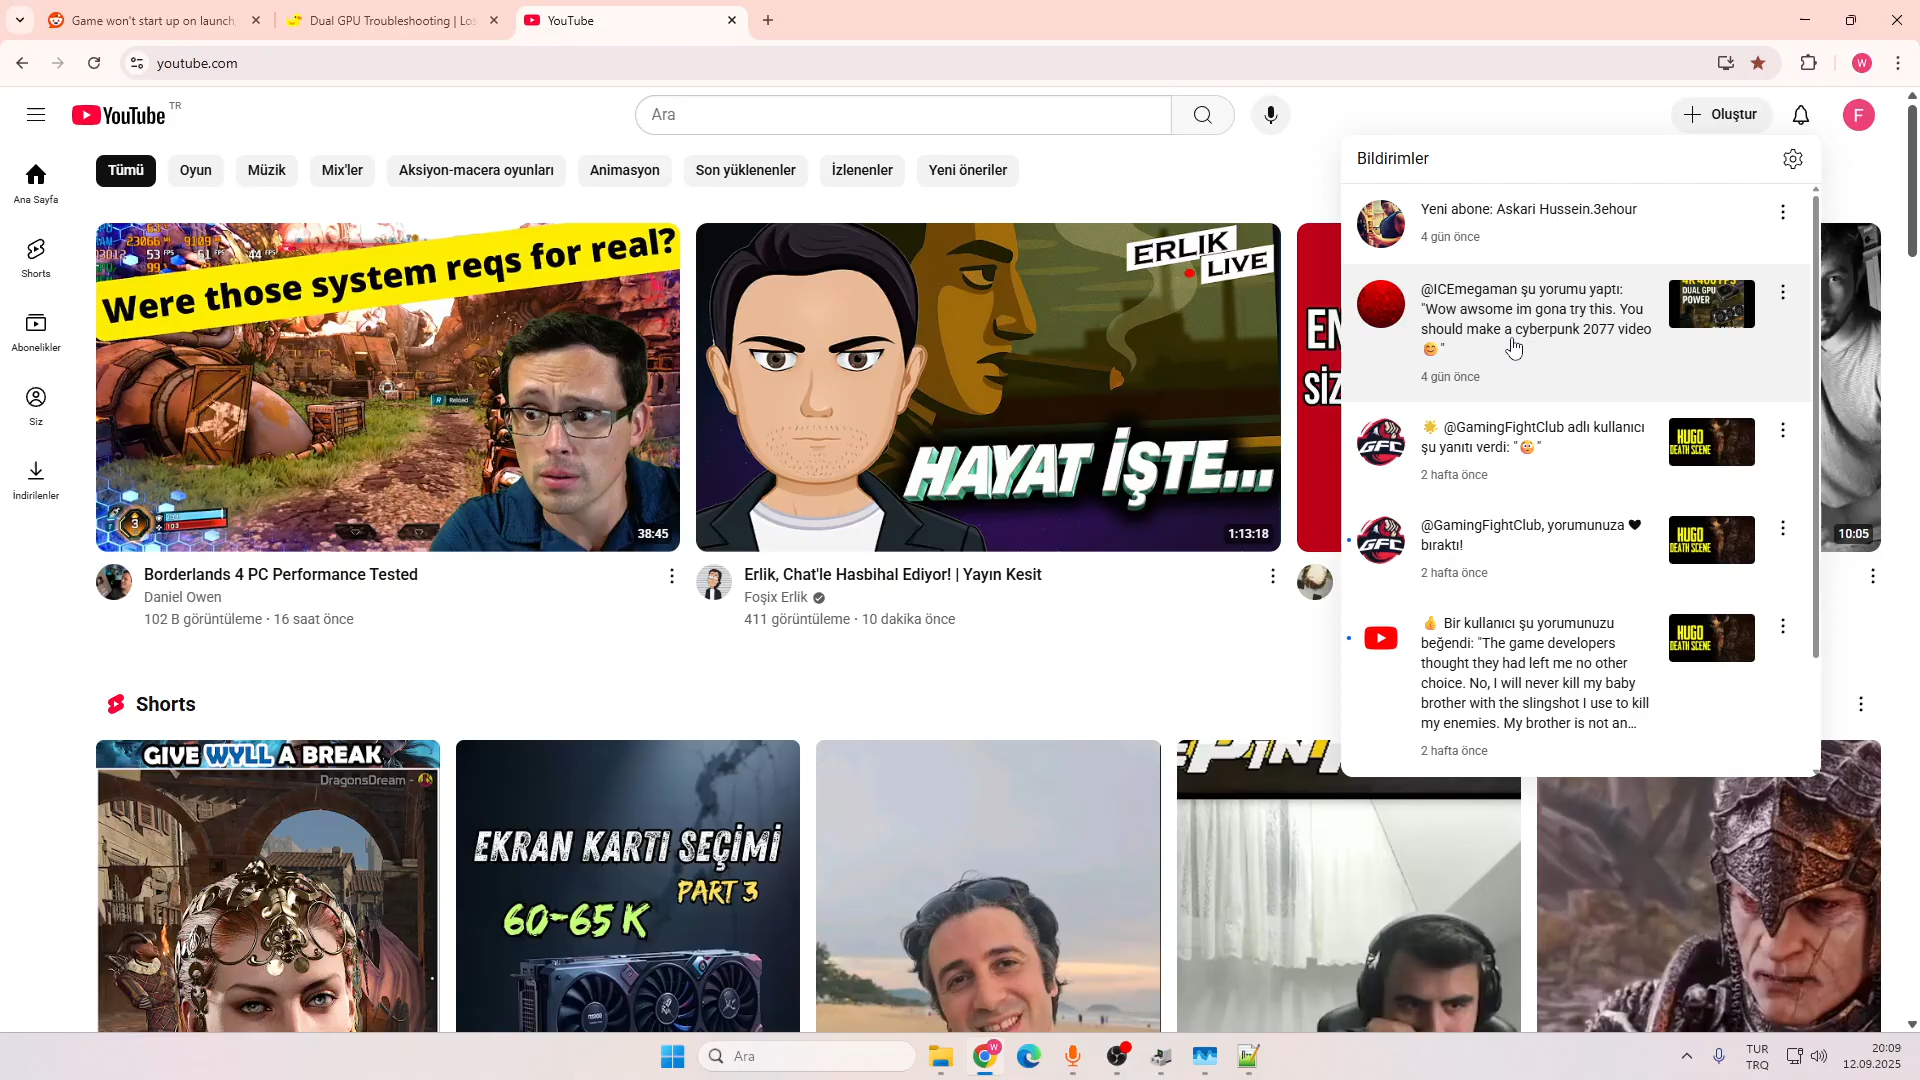 Game won't start up on launch,
Dual GPU Troubleshooting | Los
YouTube
youtube.com
W
YouTube TR
Ara
Oluştur
F
Tümü
Oyun
Müzik
Mix'ler
Aksiyon-macera oyunları
Animasyon
Son yüklenenler
İzlenenler
Yeni öneriler
Ana Sayfa
Shorts
Abonelikler
Siz
İndirilenler
Were those system reqs for real?
38:45
Borderlands 4 PC Performance Tested
Daniel Owen
102 B görüntüleme · 16 saat önce
ERLIK
LIVE
HAYAT İŞTE...
1:13:18
Erlik, Chat'le Hasbihal Ediyor! | Yayın Kesit
Foşix Erlik
411 görüntüleme · 10 dakika önce
10:05
Bildirimler
Yeni abone: Askari Hussein.3ehour
4 gün önce
@ICEmegaman şu yorumu yaptı:
"Wow awsome im gona try this. You
should make a cyberpunk 2077 video
😊"
4 gün önce
DUAL GPU
POWER
🌟 @GamingFightClub adlı kullanıcı
şu yanıtı verdi: "🥹"
2 hafta önce
GFC
HUGO
DEATH SCENE
@GamingFightClub, yorumunuza ❤
bıraktı!
2 hafta önce
GFC
HUGO
DEATH SCENE
👍 Bir kullanıcı şu yorumunuzu
beğendi: "The game developers
thought they had left me no other
choice. No, I will never kill my baby
brother with the slingshot I use to kill
my enemies. My brother is not an...
2 hafta önce
HUGO
DEATH SCENE
Shorts
GIVE WYLL A BREAK
DragonsDream -
EKRAN KARTI SEÇİMİ
PART 3
60-65 K
Ara
W
TUR
TRQ
20:09
12.09.2025